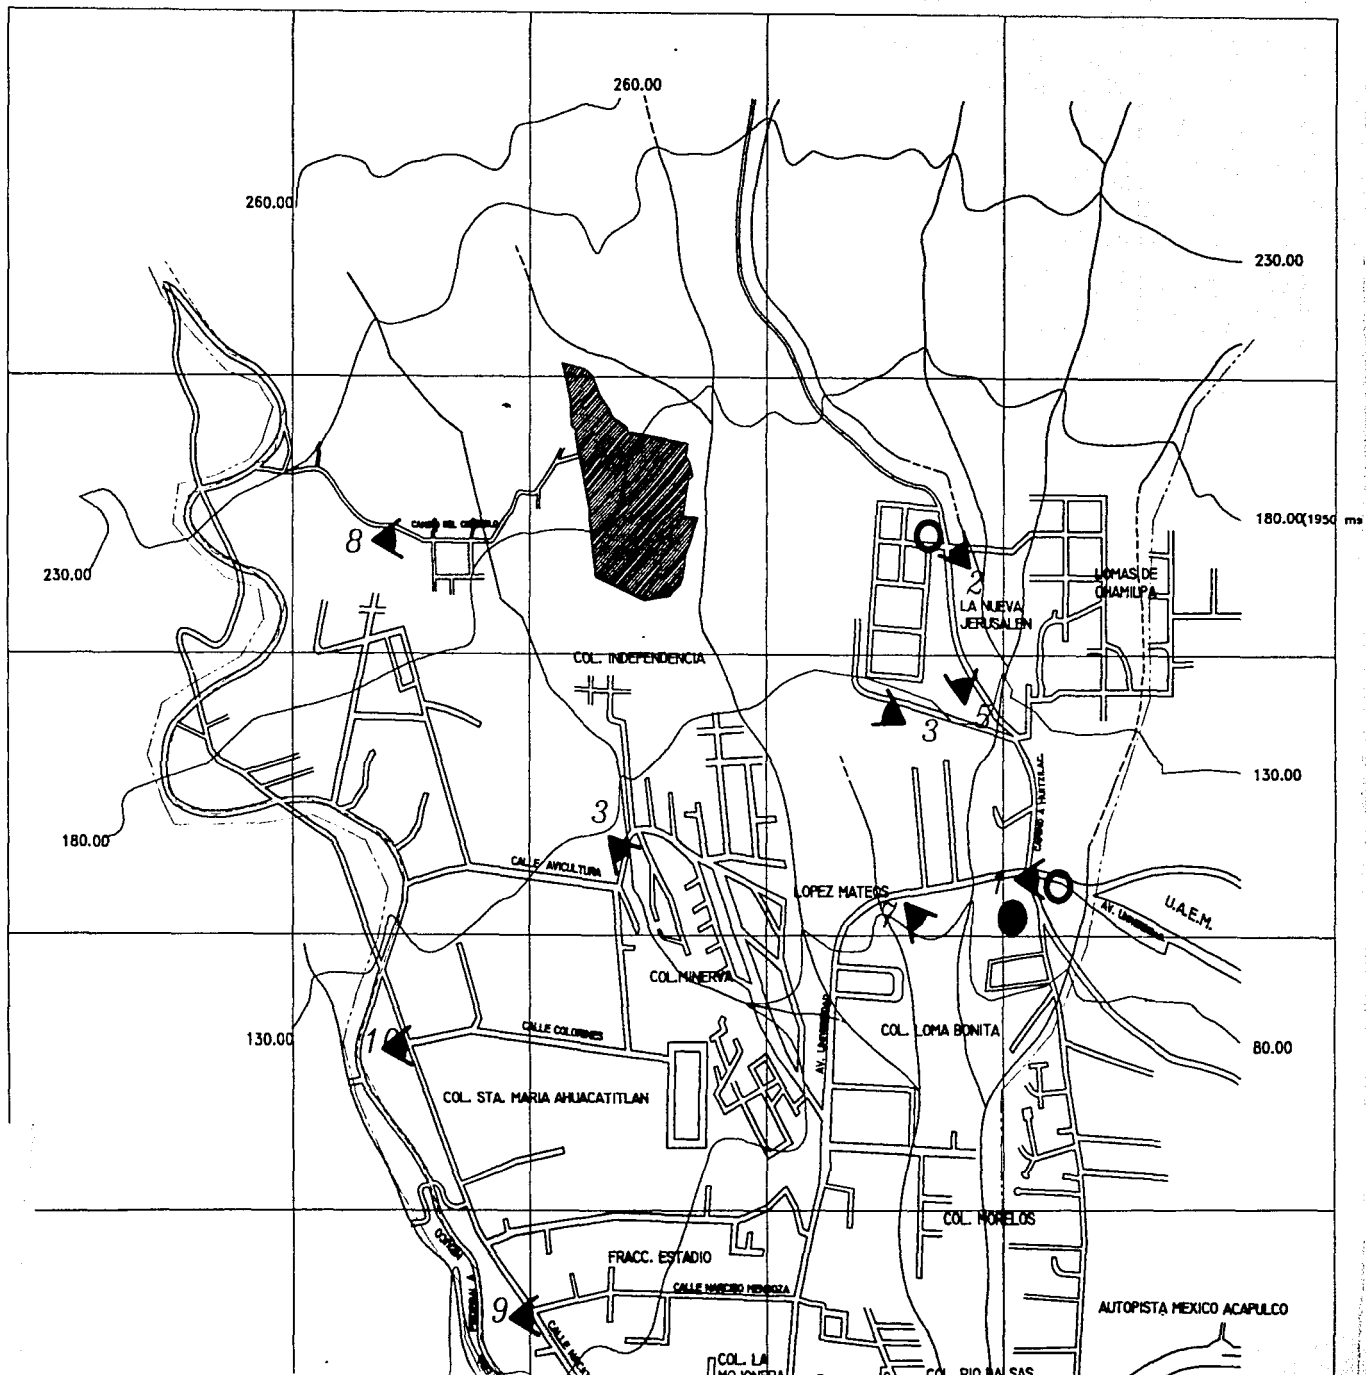 260.00
260.00
230.00
180.00(1950 ms
8
230.00
2
LOMAS DE
CHAMILPA
LA NUEVA
JERUSALEN
COL. INDEPENDENCIA
5
3
130.00
CAMINO A HUITZILAC
3
180.00
CALLE AVICULTURA
LOPEZ MATEOS
U.A.E.M.
AV. UNIVERSIDAD
COL. MINERVA
CALLE COLORINES
AV. UNIVERSIDAD
COL. LOMA BONITA
130.00
10
80.00
COL. STA. MARIA AHUACATITLAN
COL. MORELOS
FRACC. ESTADIO
CALLE NARCISO MENDOZA
AUTOPISTA MEXICO ACAPULCO
9
COL. LA
MOJONERA
COL. RIO BALSAS